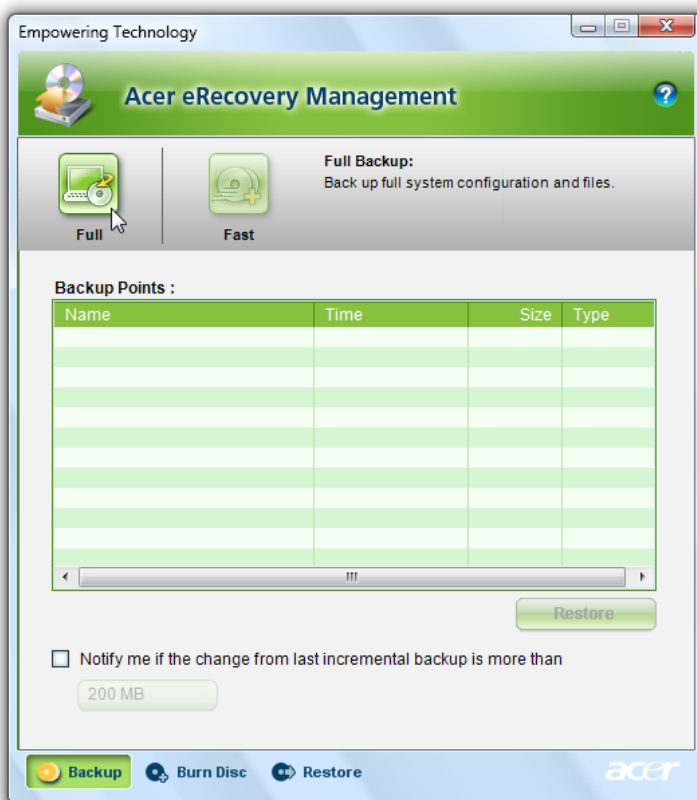 Empowering Technology
Acer eRecovery Management
Full
Fast
Full Backup:
Back up full system configuration and files.
Backup Points :
Name Time Size Type
Restore
Notify me if the change from last incremental backup is more than
200 MB
Backup Burn Disc Restore acer